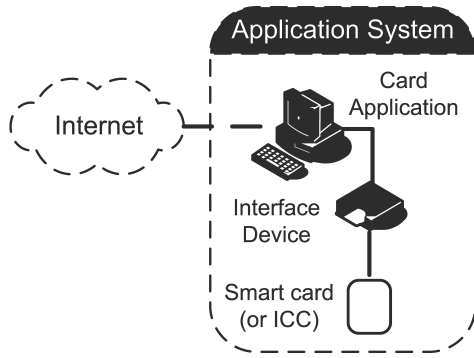 Application System
Card
Application
Internet
Interface
Device
Smart card
(or ICC)